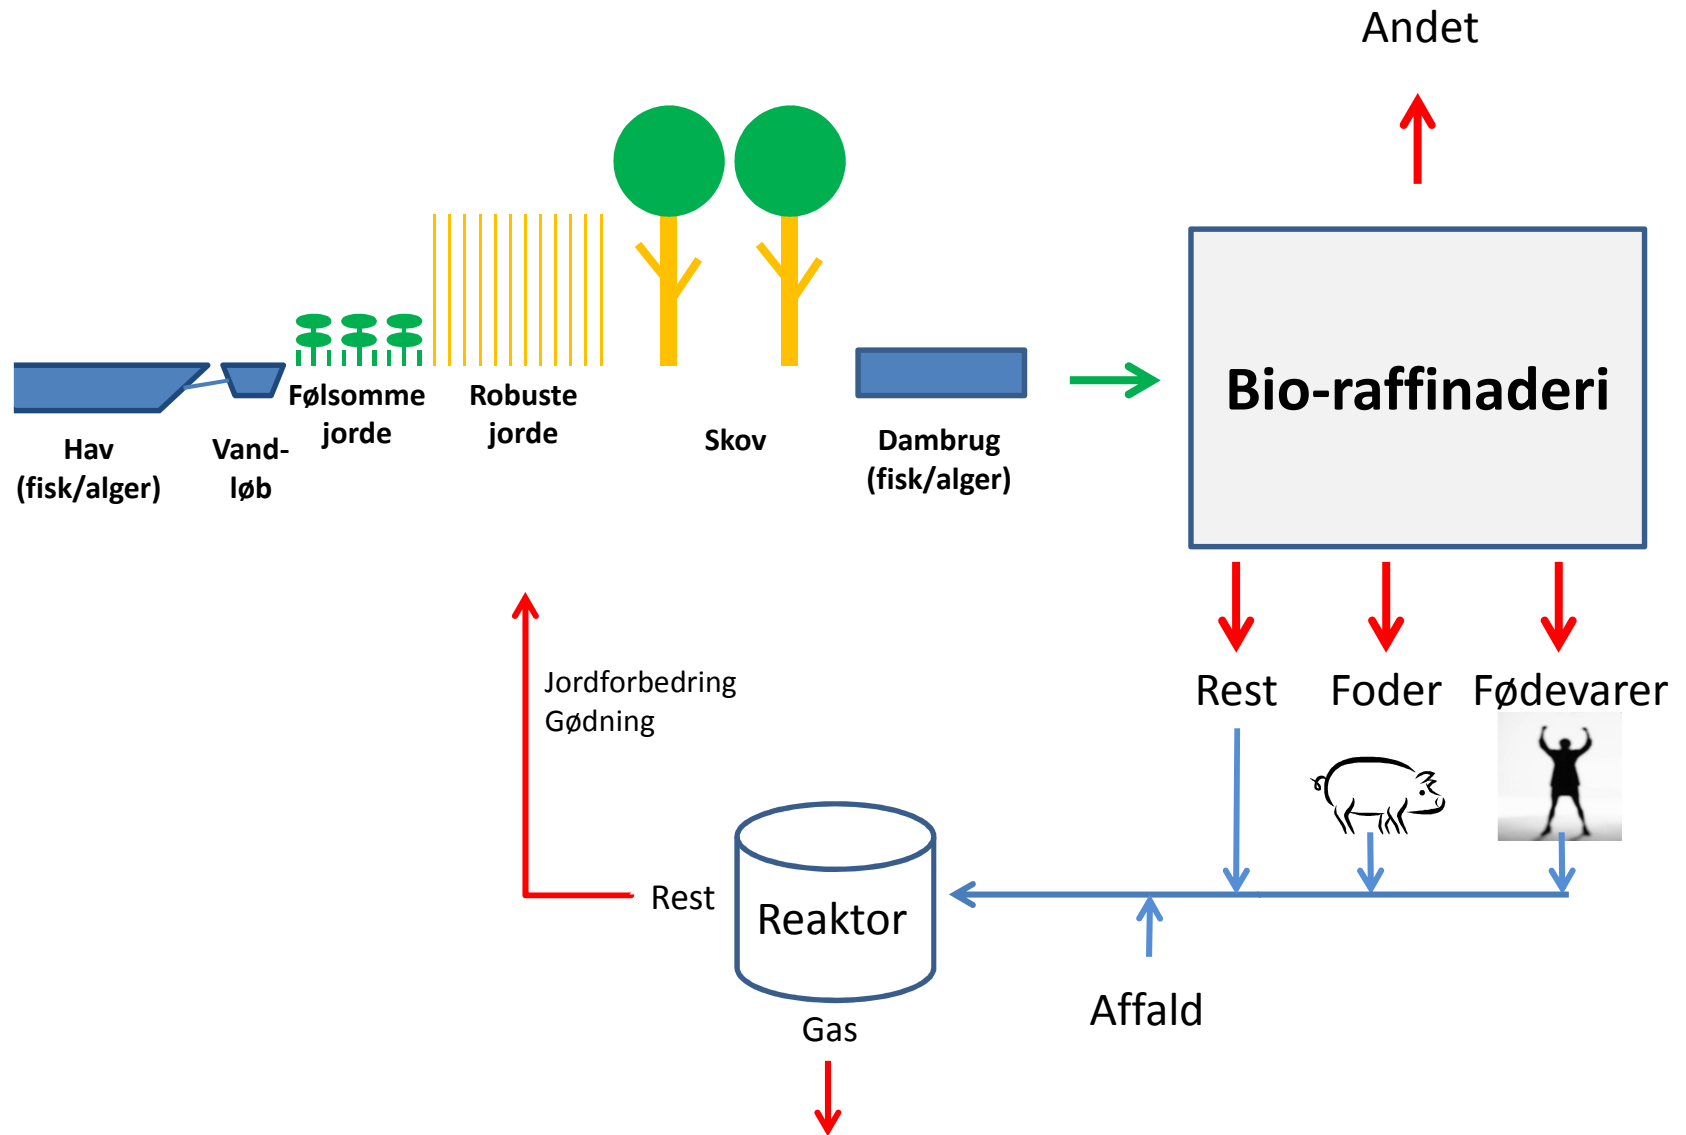 Andet
Bio-raffinaderi
Følsomme
jorde
Robuste
jorde
Hav
(fisk/alger)
Vand-
løb
Skov
Dambrug
(fisk/alger)
Jordforbedring
Gødning
Rest
Foder
Fødevarer
Rest
Reaktor
Affald
Gas